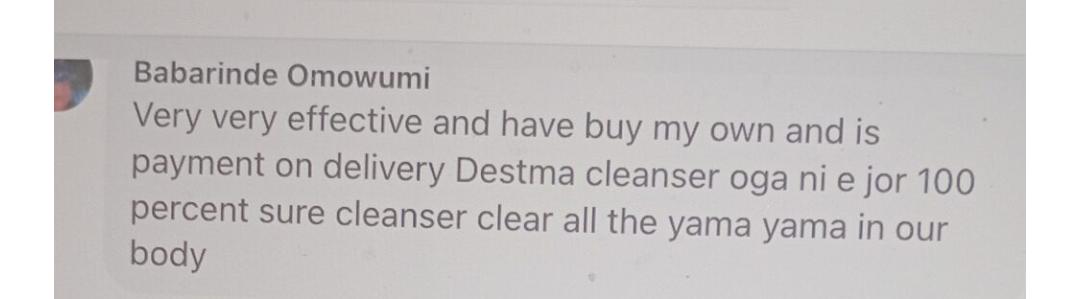 Babarinde Omowumi
Very very effective and have buy my own and is
payment on delivery Destma cleanser oga ni e jor 100
percent sure cleanser clear all the yama yama in our
body